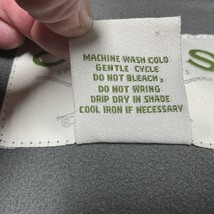 MACHINE WASH COLD
GENTLE CYCLE
DO NOT BLEACH,
DO NOT WRING
DRIP DRY IN SHADE
COOL IRON IF NECESSARY